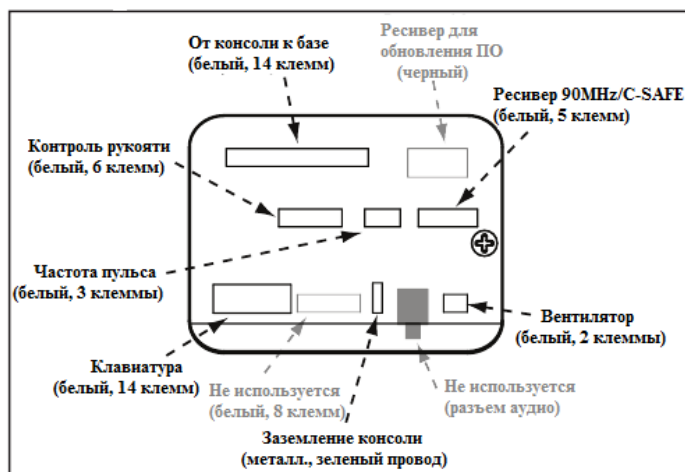 От консоли к базе
(белый, 14 клемм)
Ресивер для
обновления ПО
(черный)
Ресивер 90MHz/C-SAFE
(белый, 5 клемм)
Контроль рукояти
(белый, 6 клемм)
Частота пульса
(белый, 3 клеммы)
Вентилятор
(белый, 2 клеммы)
Клавиатура
(белый, 14 клемм)
Не используется
(белый, 8 клемм)
Не используется
(разъем аудио)
Заземление консоли
(металл., зеленый провод)